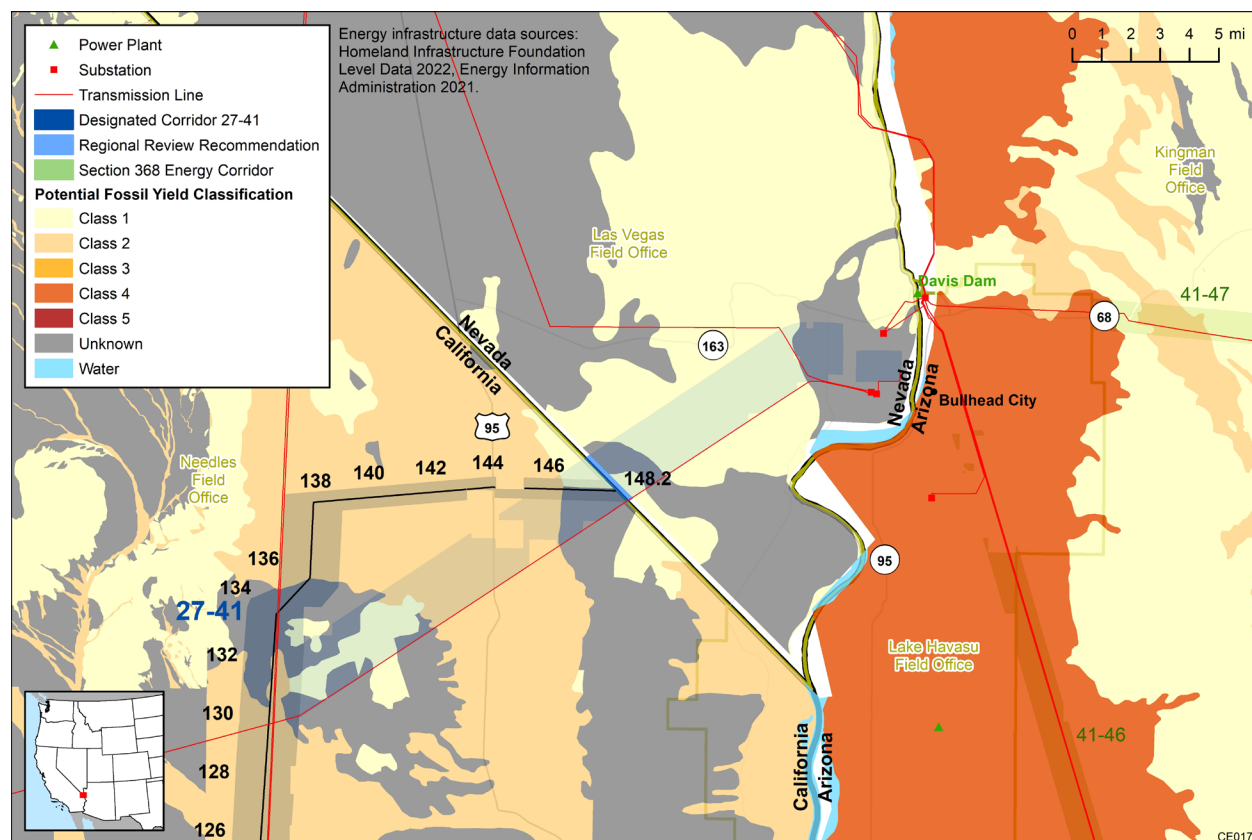 Power Plant
Substation
Transmission Line
Designated Corridor 27-41
Regional Review Recommendation
Section 368 Energy Corridor
Potential Fossil Yield Classification
Class 1
Class 2
Class 3
Class 4
Class 5
Unknown
Water
Energy infrastructure data sources:
Homeland Infrastructure Foundation
Level Data 2022, Energy Information
Administration 2021.
0 1 2 3 4 5 mi
Kingman
Field
Office
Las Vegas
Field Office
Davis Dam
41-47
68
163
Nevada
California
Nevada
Arizona
Bullhead City
95
Needles
Field
Office
138
140
142
144
146
148.2
136
134
27-41
132
130
128
126
95
Lake Havasu
Field Office
41-46
California
Arizona
CE017